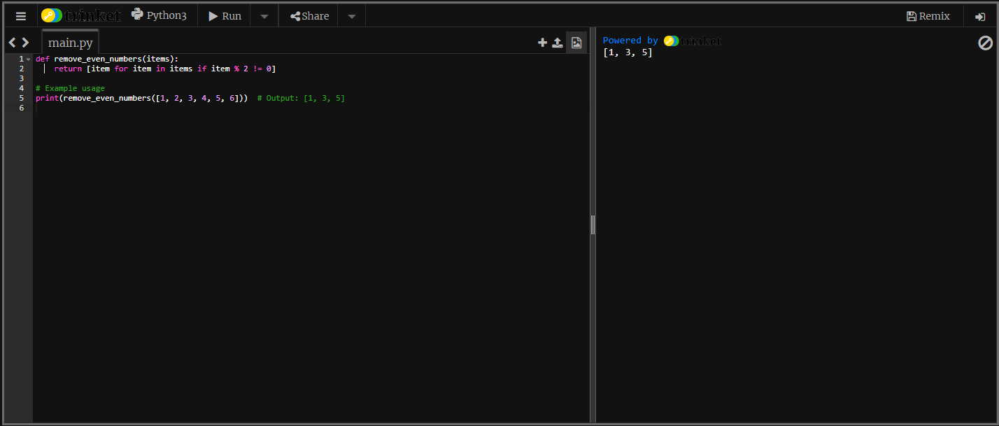 trinket Python3 Run Share Remix
main.py
1 def remove_even_numbers(items):
2     return [item for item in items if item % 2 != 0]
3
4 # Example usage
5 print(remove_even_numbers([1, 2, 3, 4, 5, 6]))  # Output: [1, 3, 5]
6
Powered by trinket
[1, 3, 5]